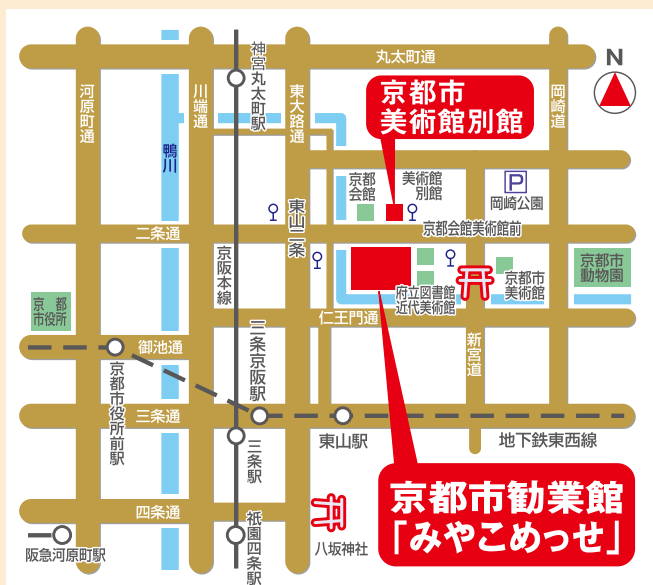 丸太町通
N
神宮丸太町駅
河原町通
川端通
東大路通
岡崎道
京都市
美術館別館
鴨川
京都
会館
美術館
別館
P
岡崎公園
東山二条
二条通
京都会館美術館前
京阪本線
京都市
動物園
京都市
美術館
府立図書館
近代美術館
京都
市役所
仁王門通
新宮道
三条京阪駅
御池通
京都市役所前駅
三条通
東山駅
地下鉄東西線
三条駅
京都市勧業館
「みやこめっせ」
四条通
祇園四条駅
八坂神社
阪急河原町駅